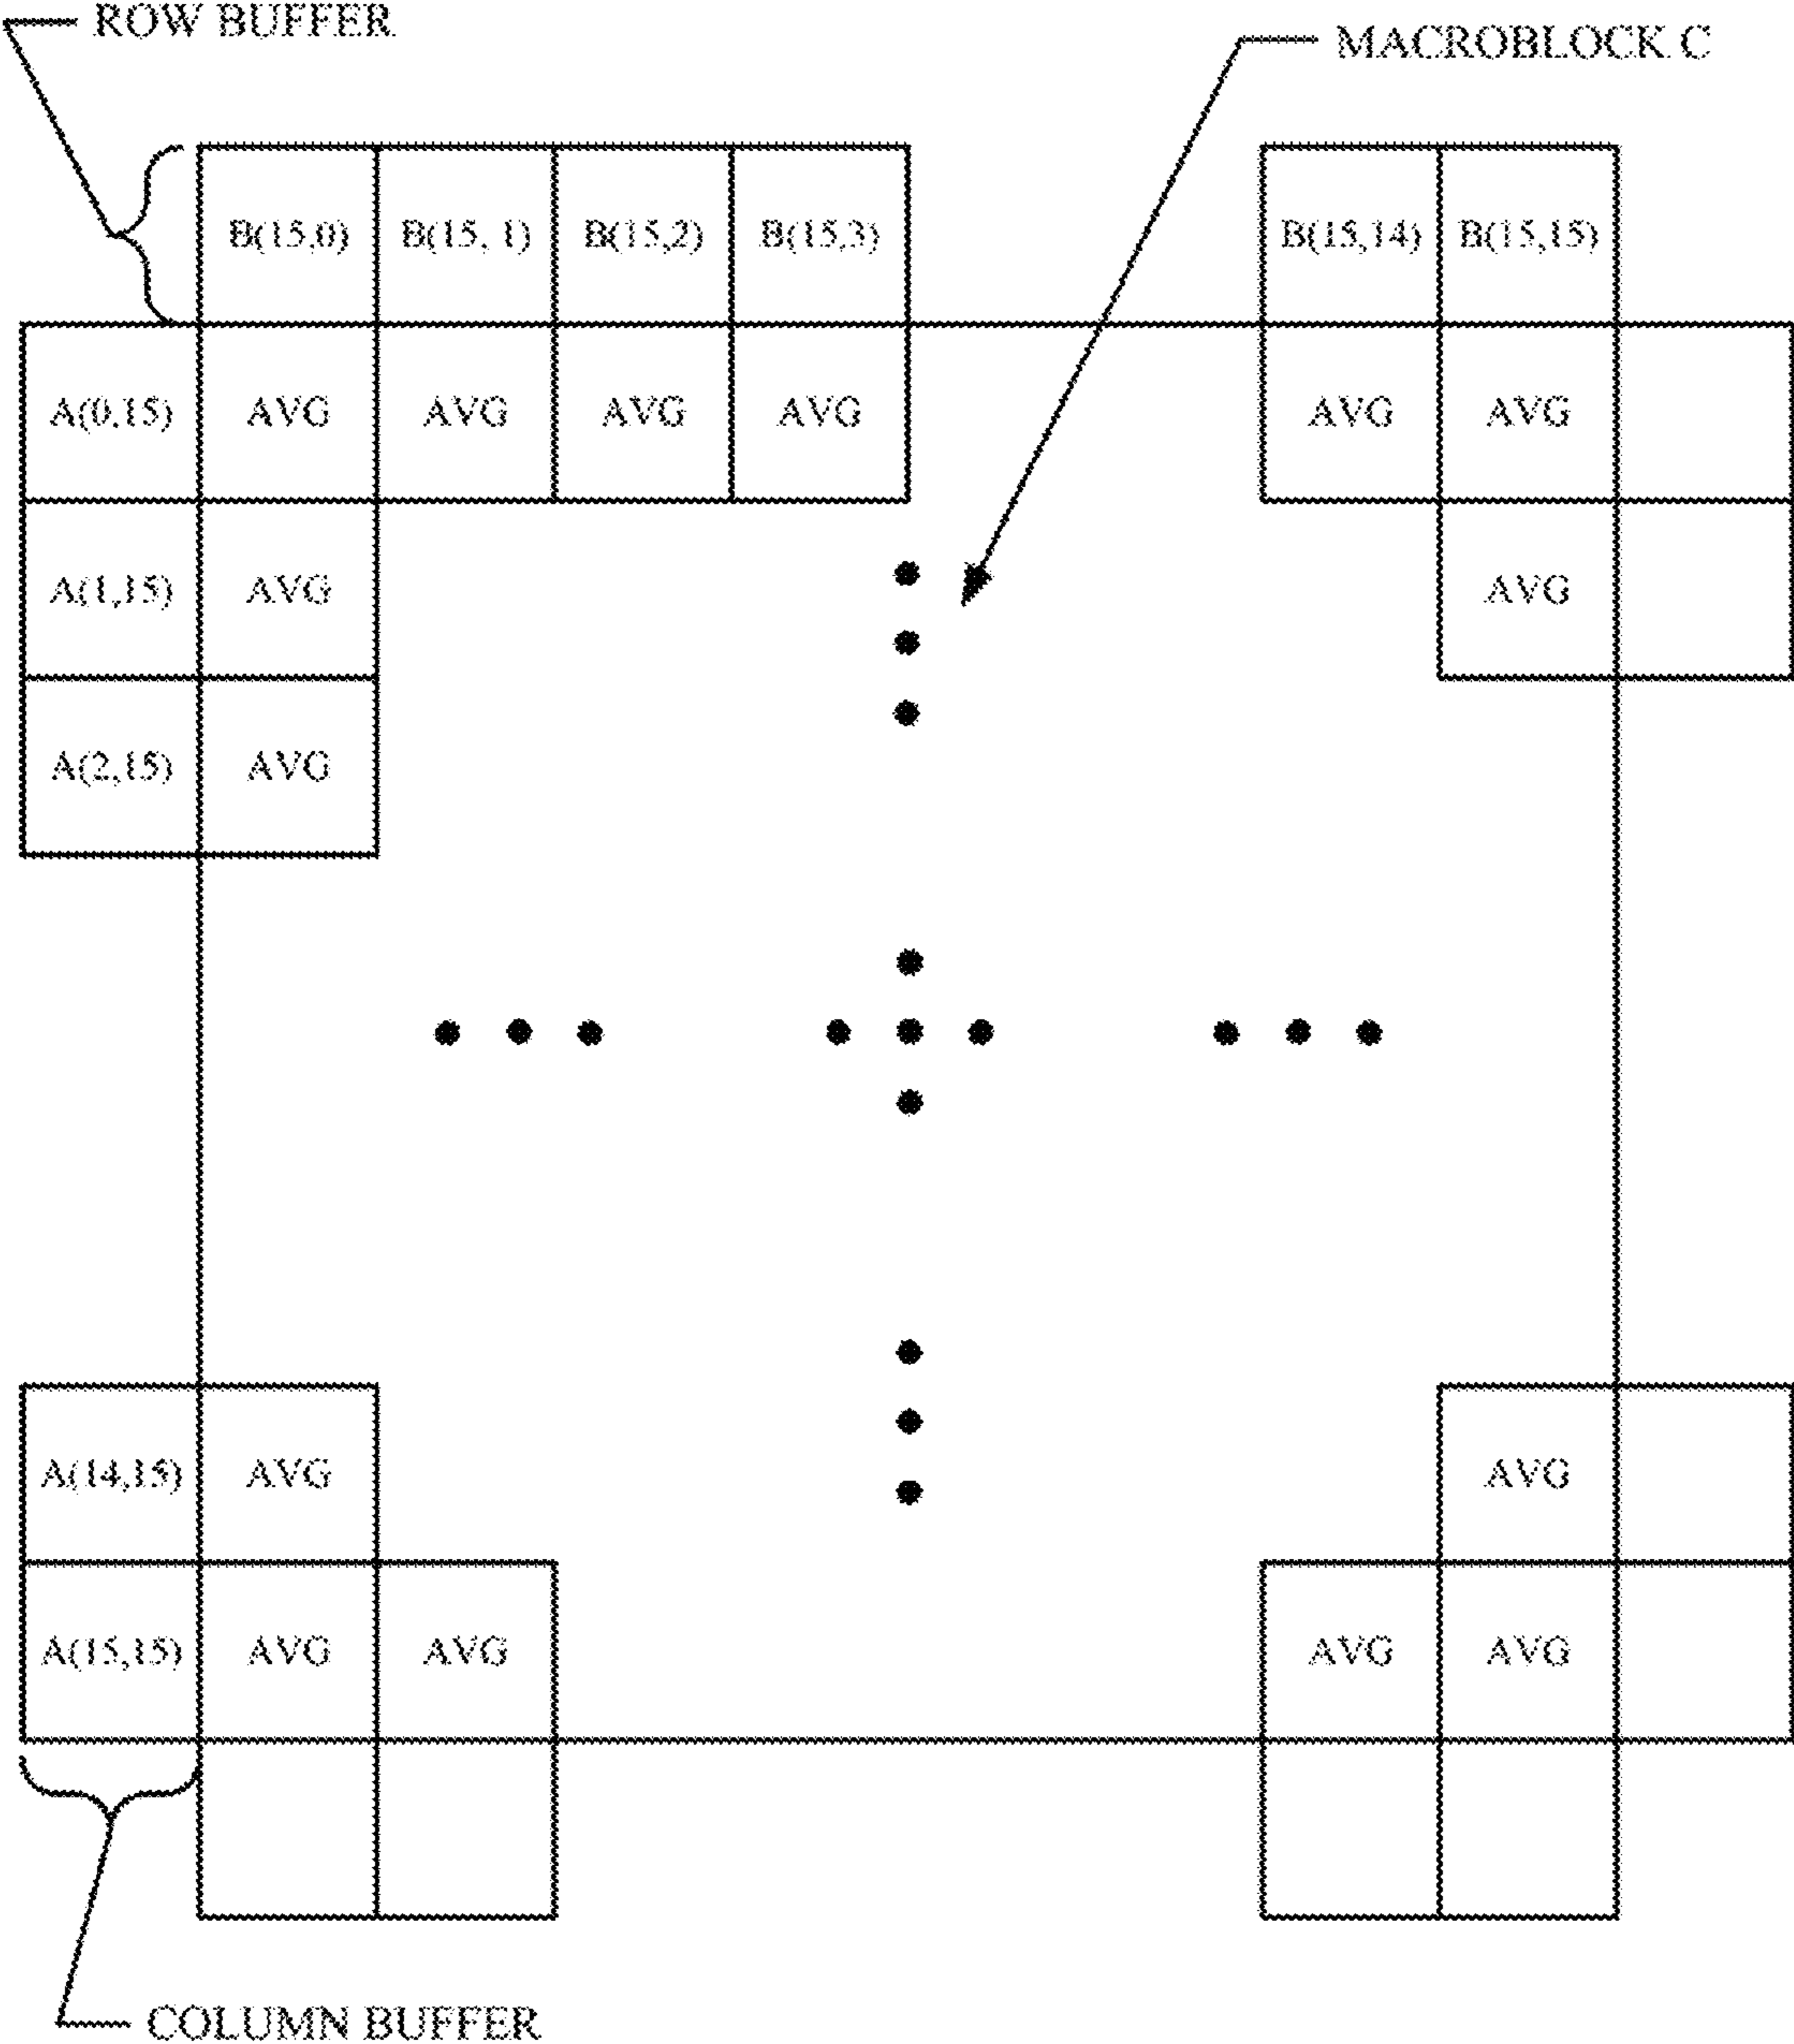 ROW BUFFER
MACROBLOCK C
B(15,0) B(15, 1) B(15,2) B(15,3) B(15,14) B(15,15)
A(0,15) AVG AVG AVG AVG AVG AVG
A(1,15) AVG AVG
A(2,15) AVG
A(14,15) AVG AVG
A(15,15) AVG AVG AVG AVG
COLUMN BUFFER